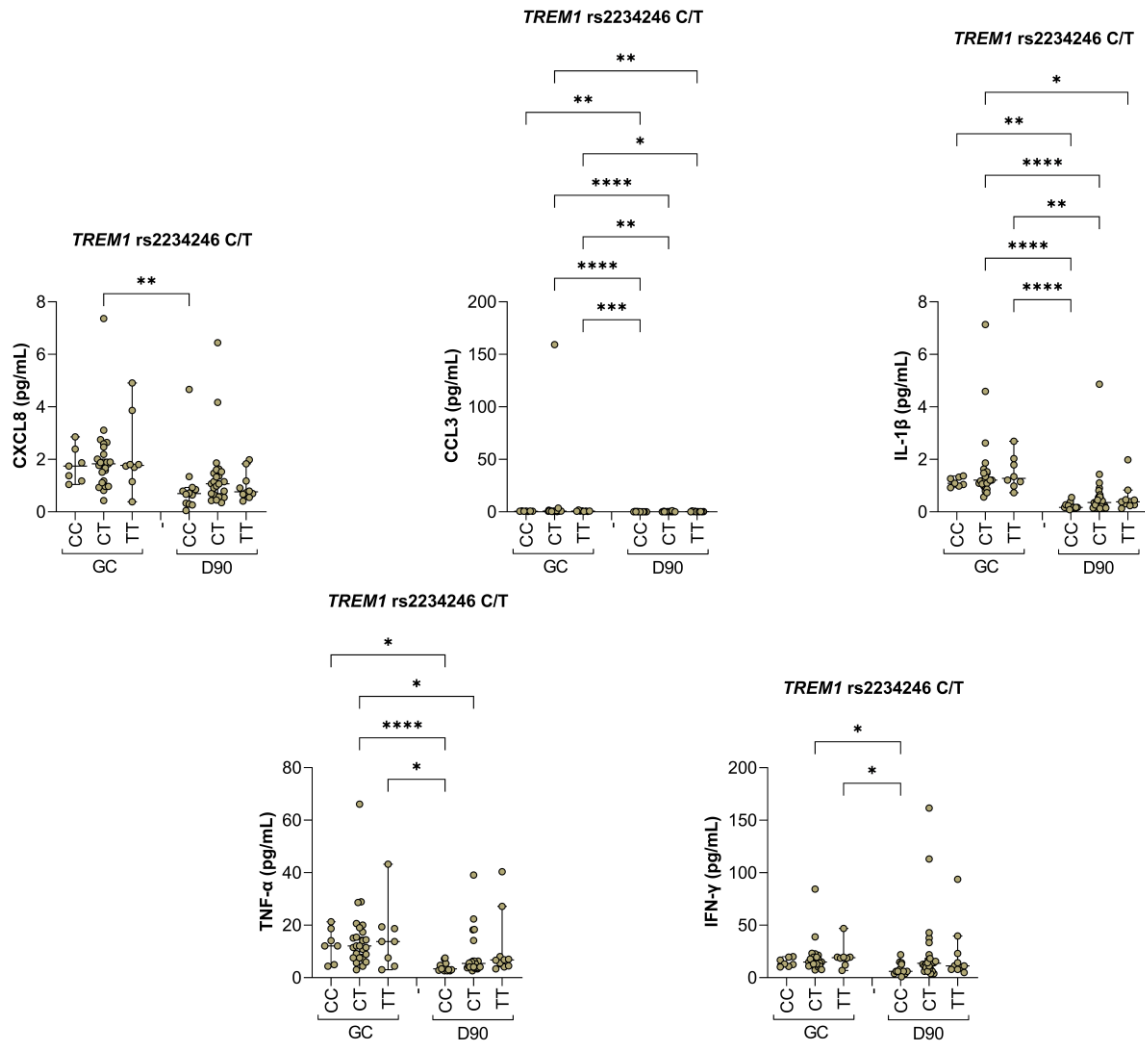 TREM1 rs2234246 C/T
**
CXCL8 (pg/mL)
8
6
4
2
0
CC
CT
TT
-
CC
CT
TT
GC
D90
TREM1 rs2234246 C/T
**
**
*
****
**
****
***
CCL3 (pg/mL)
200
150
100
50
0
CC
CT
TT
-
CC
CT
TT
GC
D90
TREM1 rs2234246 C/T
*
**
****
**
****
****
IL-1β (pg/mL)
8
6
4
2
0
CC
CT
TT
-
CC
CT
TT
GC
D90
TREM1 rs2234246 C/T
*
*
****
*
TNF-α (pg/mL)
80
60
40
20
0
CC
CT
TT
-
CC
CT
TT
GC
D90
TREM1 rs2234246 C/T
*
*
IFN-γ (pg/mL)
200
150
100
50
0
CC
CT
TT
-
CC
CT
TT
GC
D90